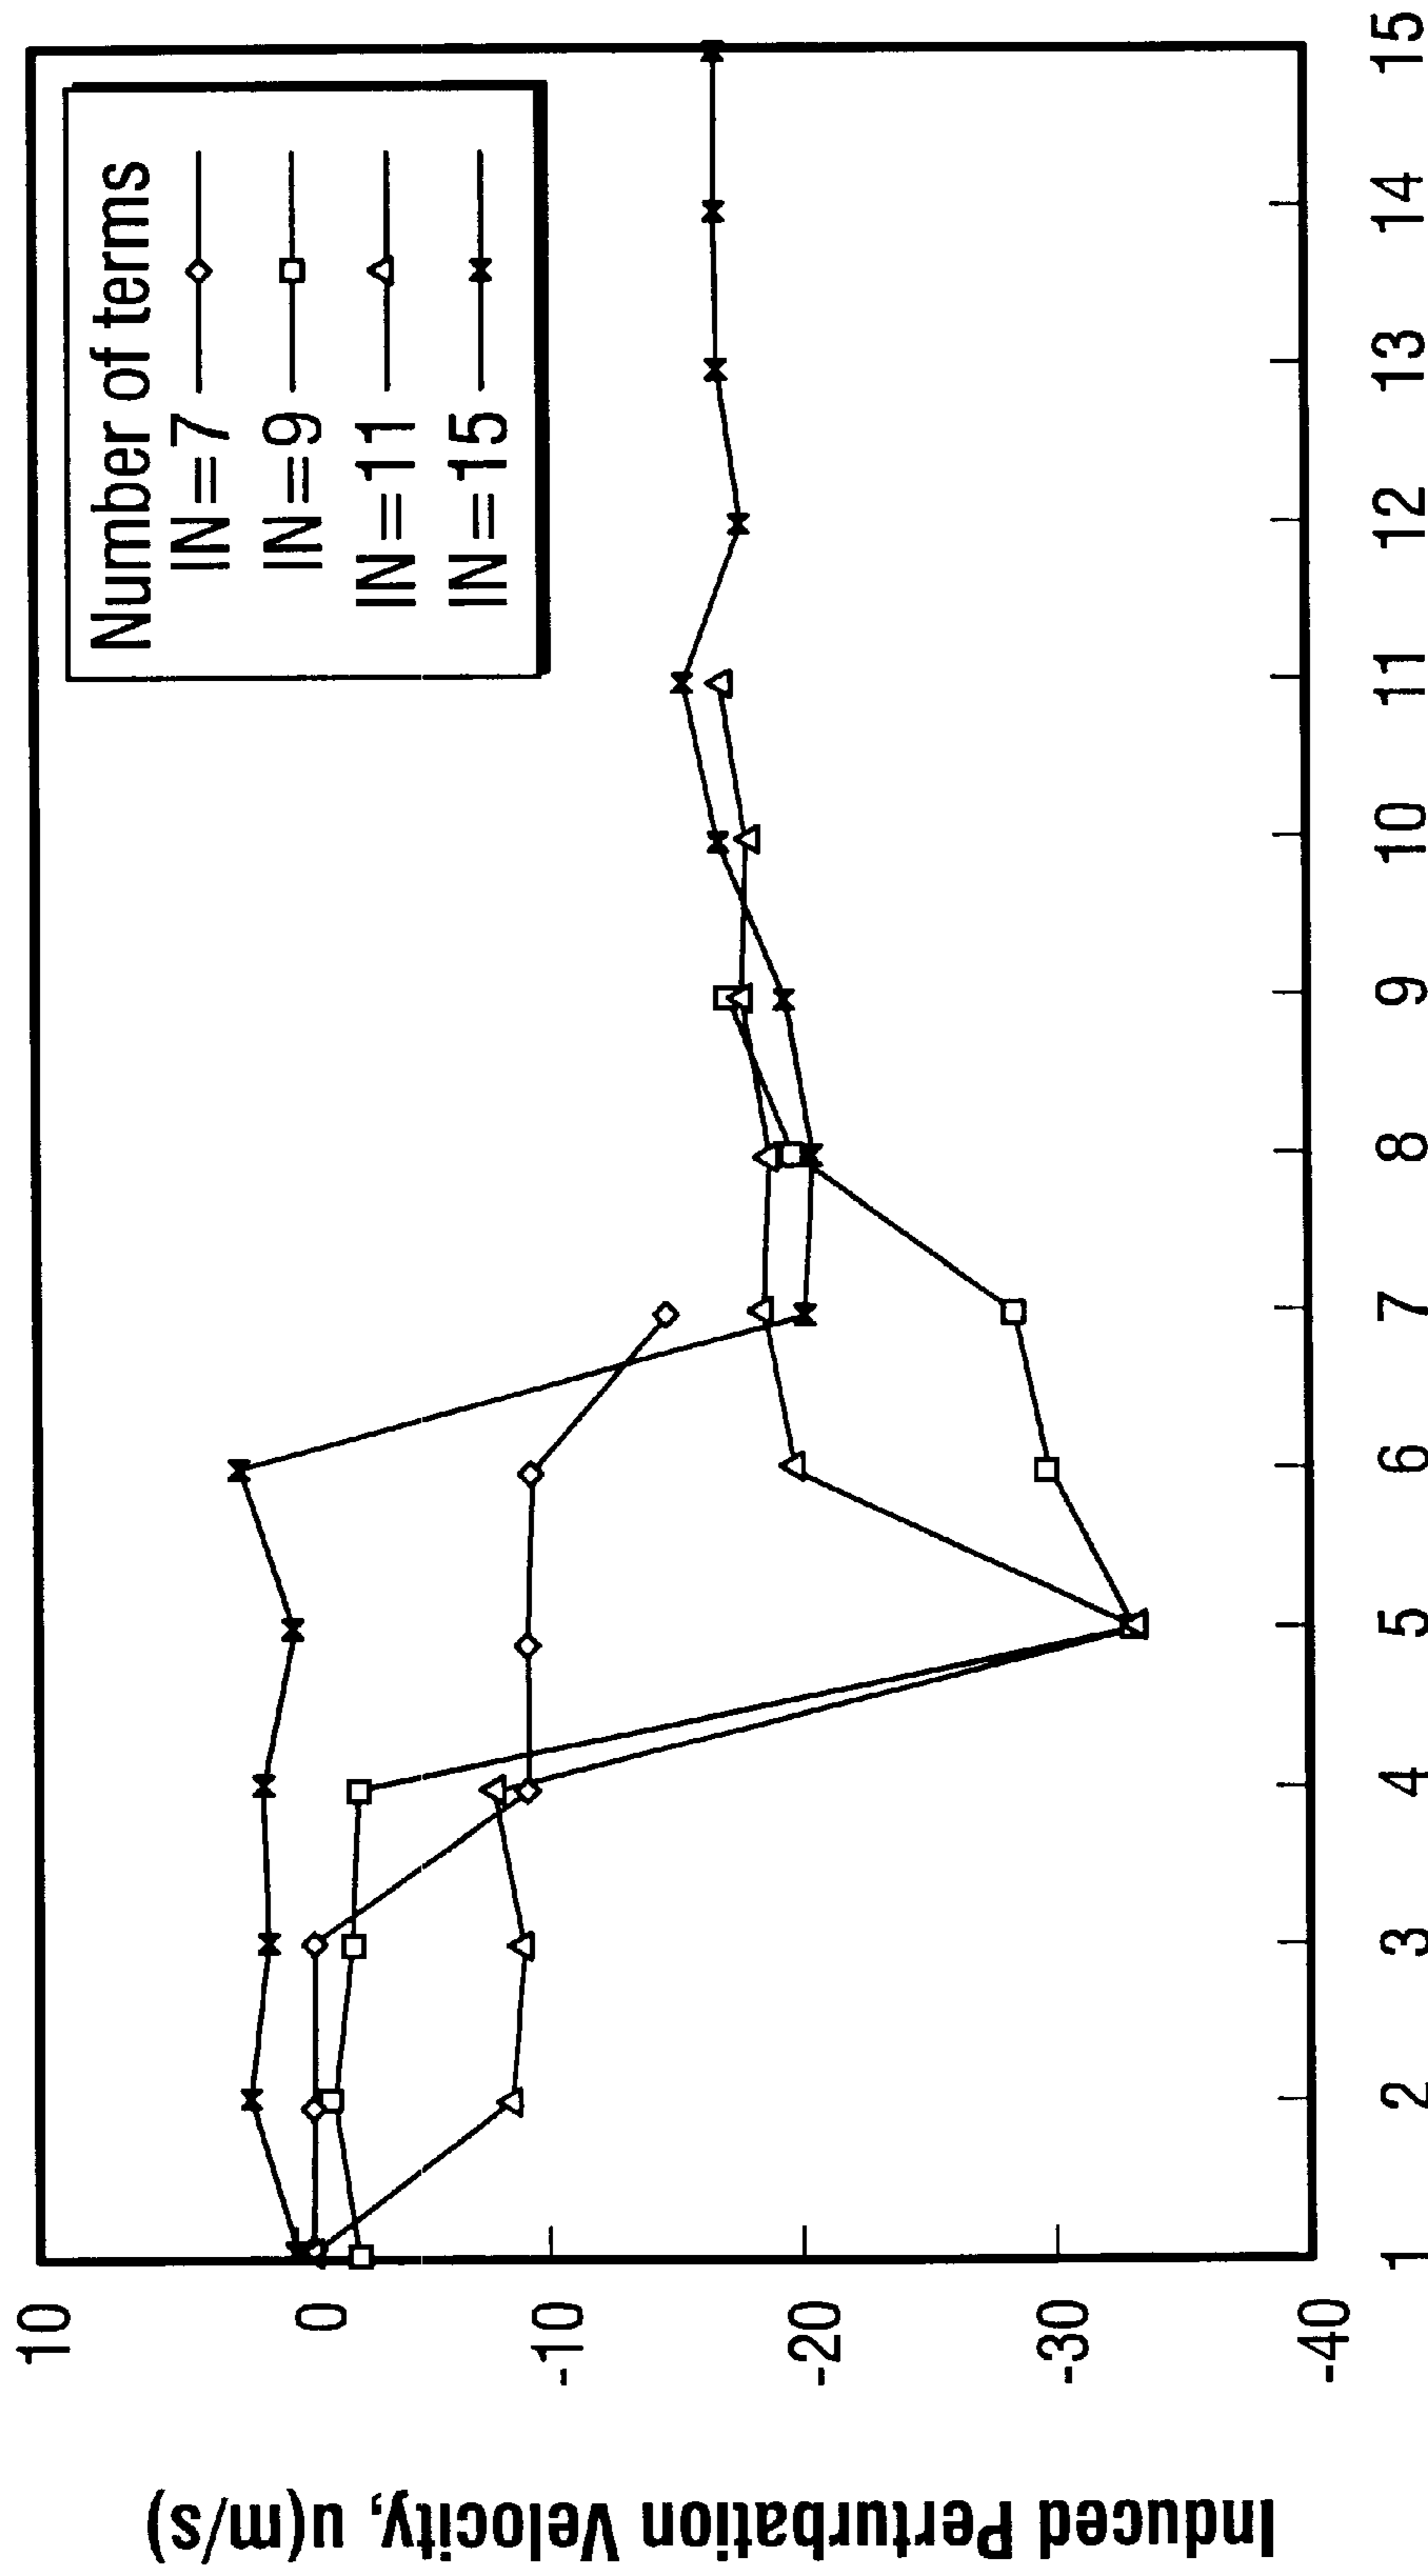 Number of terms
IN=7
IN=9
IN=11
IN=15
10
0
-10
-20
-30
-40
1 2 3 4 5 6 7 8 9 10 11 12 13 14 15
Induced Perturbation Velocity, u(m/s)